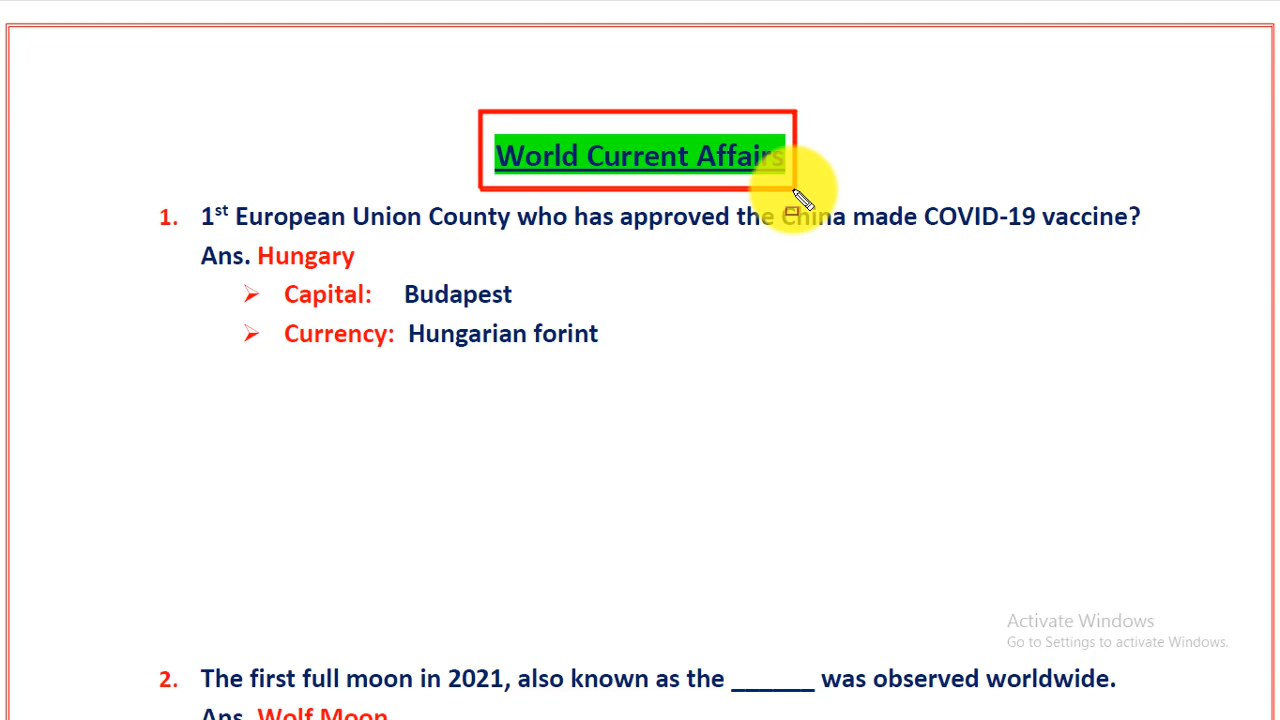 World Current Affairs
1. 1st European Union County who has approved the China made COVID-19 vaccine?
Ans. Hungary
➢ Capital: Budapest
➢ Currency: Hungarian forint
Activate Windows
Go to Settings to activate Windows.
2. The first full moon in 2021, also known as the ______ was observed worldwide.
Ans. Wolf Moon